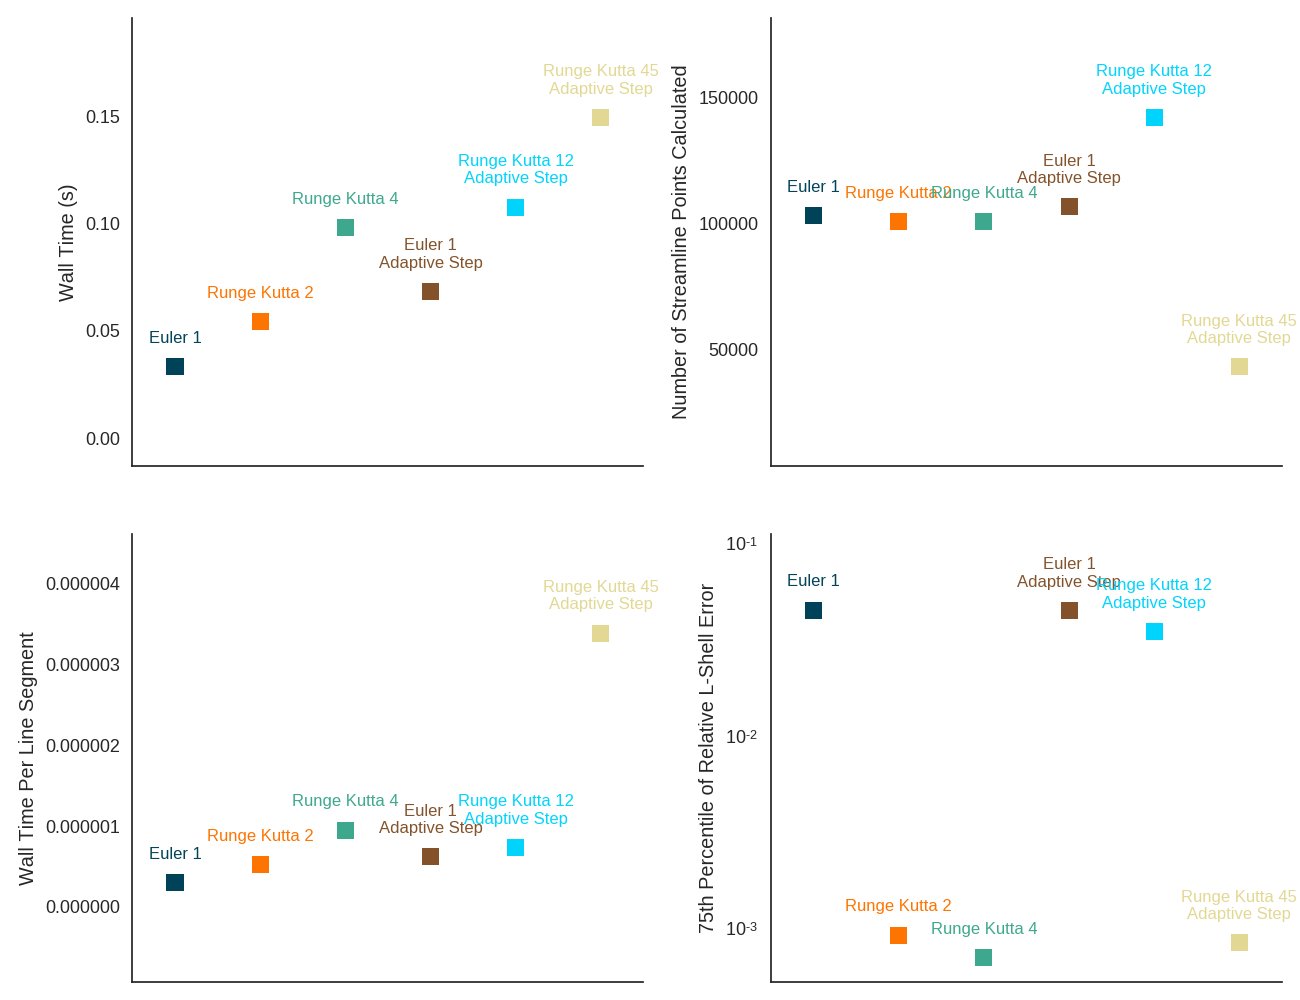 Wall Time (s)
0.15
0.10
0.05
0.00
Euler 1
Runge Kutta 2
Runge Kutta 4
Euler 1
Adaptive Step
Runge Kutta 12
Adaptive Step
Runge Kutta 45
Adaptive Step
Number of Streamline Points Calculated
150000
100000
50000
Euler 1
Runge Kutta 2
Runge Kutta 4
Euler 1
Adaptive Step
Runge Kutta 12
Adaptive Step
Runge Kutta 45
Adaptive Step
Wall Time Per Line Segment
0.000004
0.000003
0.000002
0.000001
0.000000
Euler 1
Runge Kutta 2
Runge Kutta 4
Euler 1
Adaptive Step
Runge Kutta 12
Adaptive Step
Runge Kutta 45
Adaptive Step
75th Percentile of Relative L-Shell Error
10-1
10-2
10-3
Euler 1
Runge Kutta 2
Runge Kutta 4
Euler 1
Adaptive Step
Runge Kutta 12
Adaptive Step
Runge Kutta 45
Adaptive Step